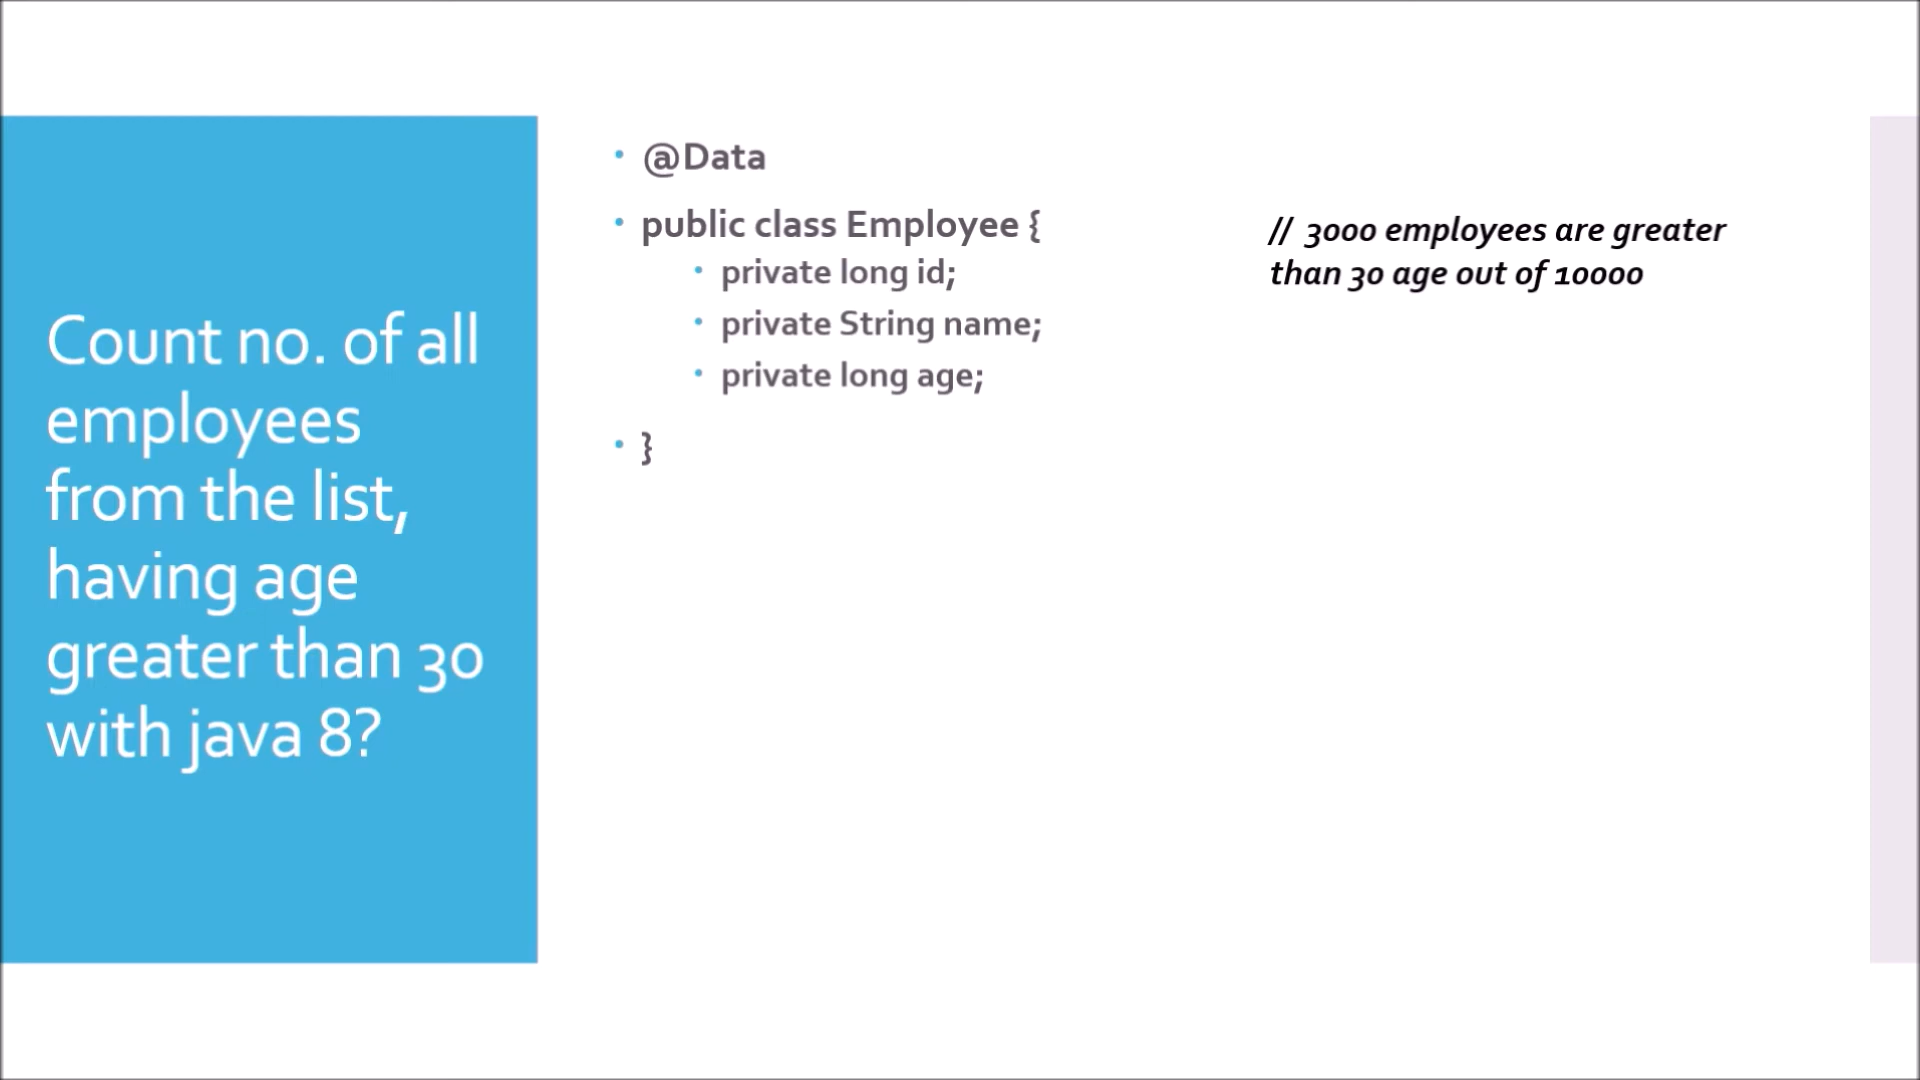 Count no. of all
employees
from the list,
having age
greater than 30
with java 8?
@Data
public class Employee {
private long id;
private String name;
private long age;
}
// 3000 employees are greater
than 30 age out of 10000